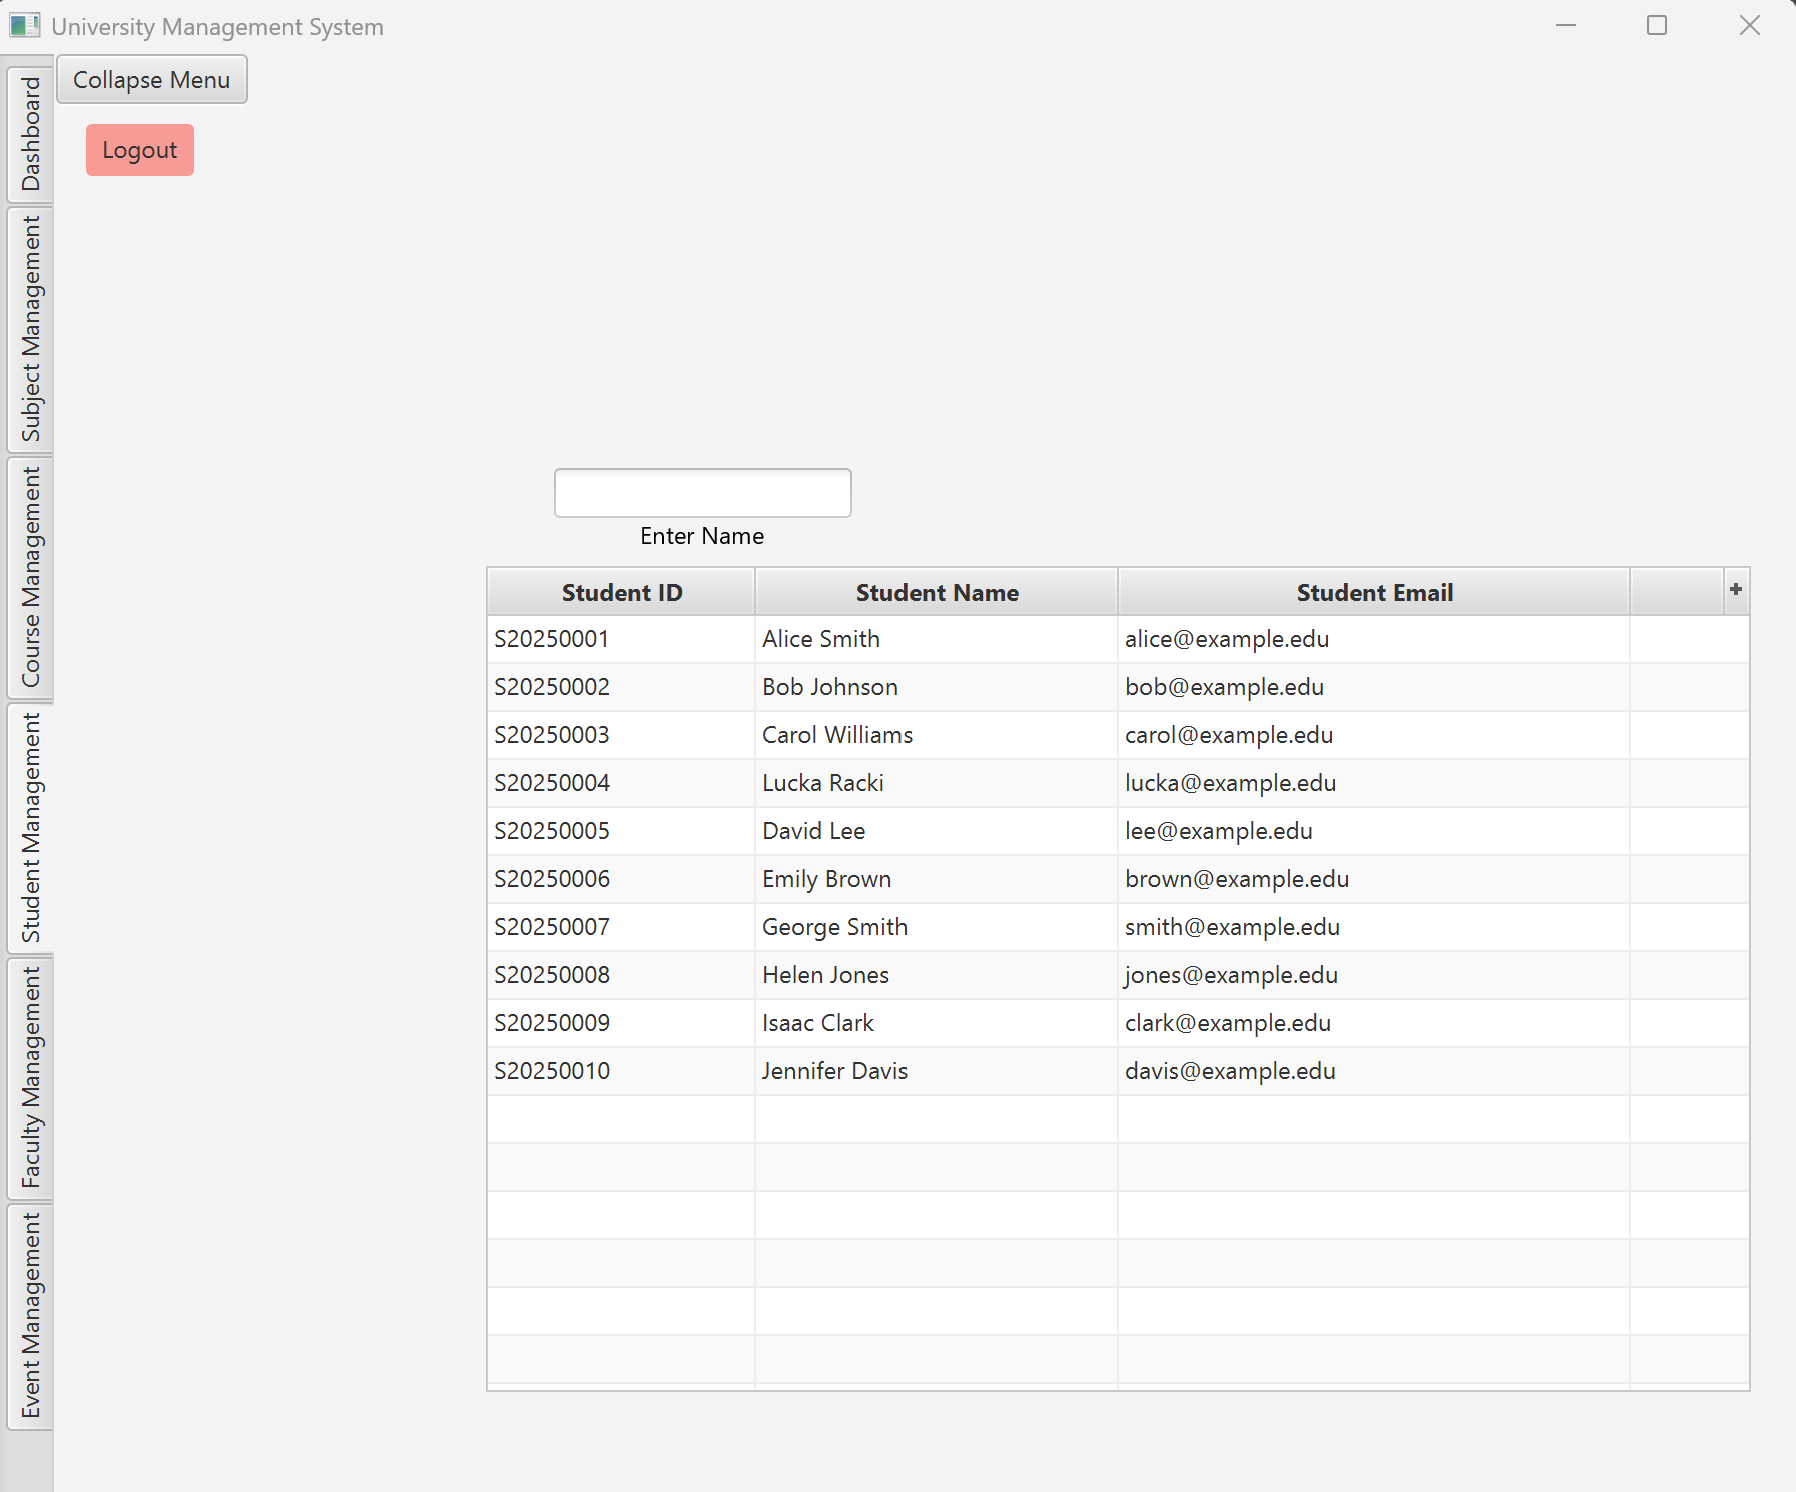 University Management System
Collapse Menu
Logout
Dashboard
Subject Management
Course Management
Student Management
Faculty Management
Event Management
Enter Name
Student ID Student Name Student Email +
S20250001 Alice Smith alice@example.edu
S20250002 Bob Johnson bob@example.edu
S20250003 Carol Williams carol@example.edu
S20250004 Lucka Racki lucka@example.edu
S20250005 David Lee lee@example.edu
S20250006 Emily Brown brown@example.edu
S20250007 George Smith smith@example.edu
S20250008 Helen Jones jones@example.edu
S20250009 Isaac Clark clark@example.edu
S20250010 Jennifer Davis davis@example.edu